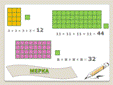 3 + 3 + 3 + 3 = 12
11 + 11 + 11 + 11 = 44
8 + 8 + 8 + 8 = 32
МЕРКА